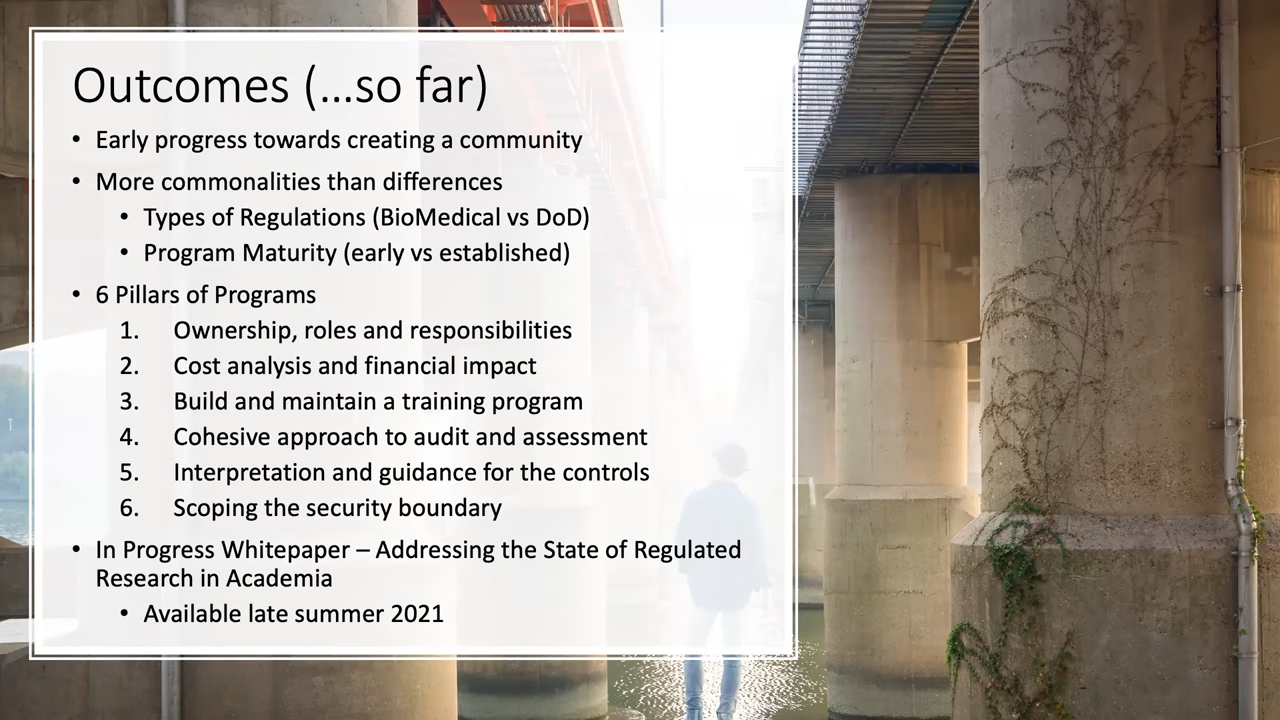 Outcomes (…so far)
• Early progress towards creating a community
• More commonalities than differences
• Types of Regulations (BioMedical vs DoD)
• Program Maturity (early vs established)
• 6 Pillars of Programs
1. Ownership, roles and responsibilities
2. Cost analysis and financial impact
3. Build and maintain a training program
4. Cohesive approach to audit and assessment
5. Interpretation and guidance for the controls
6. Scoping the security boundary
• In Progress Whitepaper – Addressing the State of Regulated
Research in Academia
• Available late summer 2021